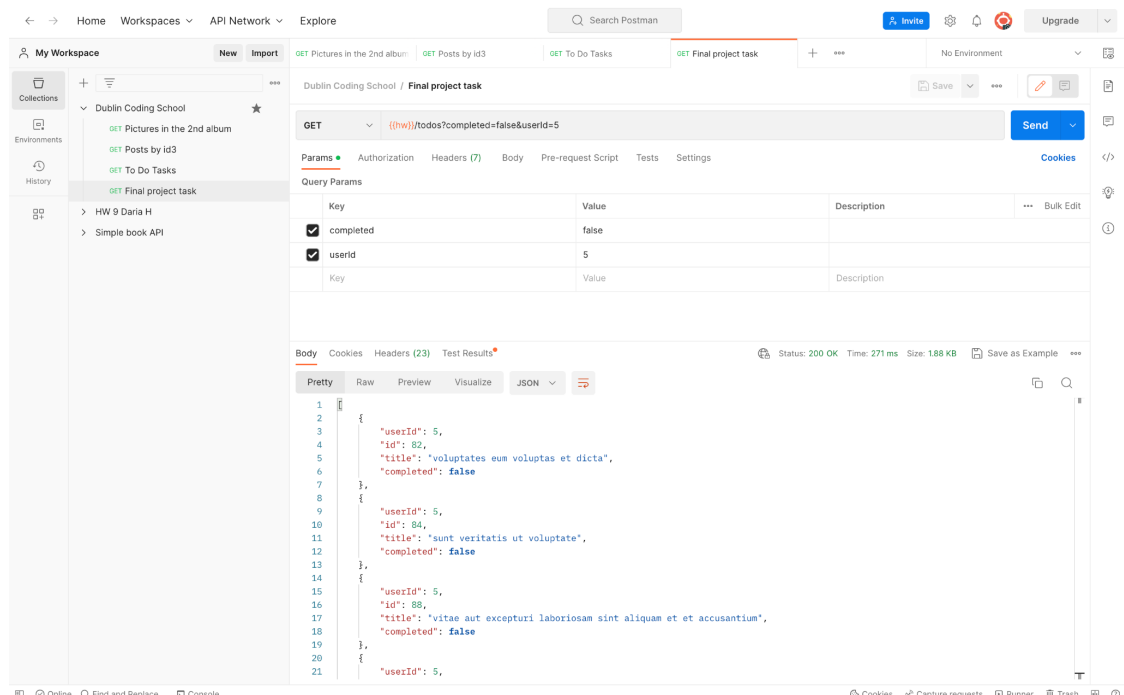 Home Workspaces API Network Explore Search Postman Invite Upgrade
My Workspace New Import GET Pictures in the 2nd album GET Posts by id3 GET To Do Tasks GET Final project task No Environment
Collections
Environments
History
Dublin Coding School
GET Pictures in the 2nd album
GET Posts by id3
GET To Do Tasks
GET Final project task
HW 9 Daria H
Simple book API
Dublin Coding School / Final project task Save
GET {{hw}}/todos?completed=false&userId=5 Send
Params Authorization Headers (7) Body Pre-request Script Tests Settings Cookies
Query Params
Key Value Description Bulk Edit
completed false
userId 5
Key Value Description
Body Cookies Headers (23) Test Results Status: 200 OK Time: 271 ms Size: 1.88 KB Save as Example
Pretty Raw Preview Visualize JSON
1 [
2 {
3 "userId": 5,
4 "id": 82,
5 "title": "voluptates eum voluptas et dicta",
6 "completed": false
7 },
8 {
9 "userId": 5,
10 "id": 84,
11 "title": "sunt veritatis ut voluptate",
12 "completed": false
13 },
14 {
15 "userId": 5,
16 "id": 88,
17 "title": "vitae aut excepturi laboriosam sint aliquam et et accusantium",
18 "completed": false
19 },
20 {
21 "userId": 5,
Online Find and Replace Console Cookies Capture requests Runner Trash